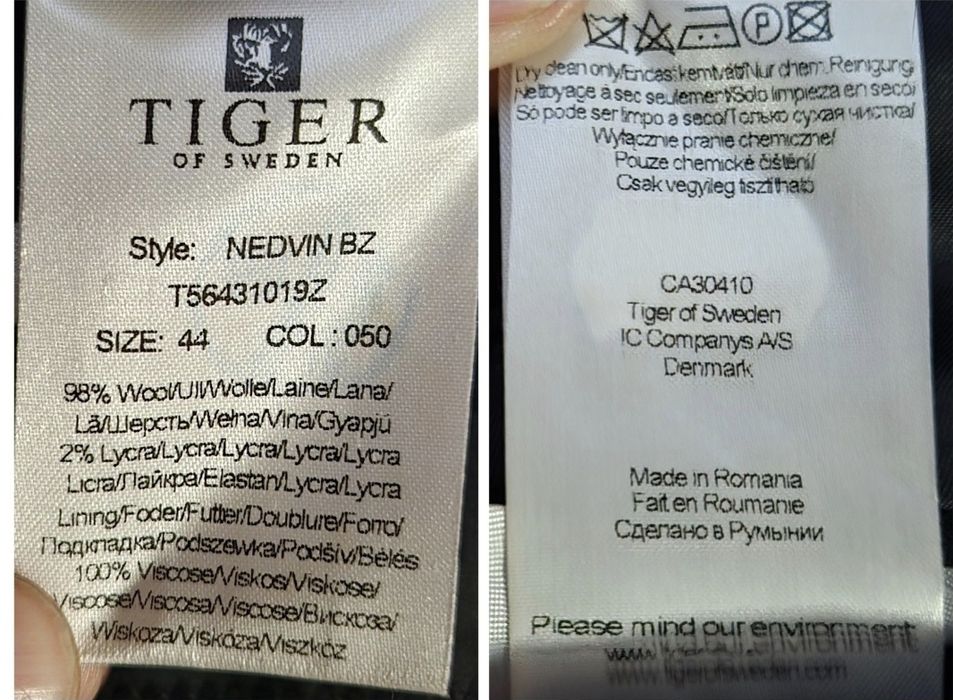 TIGER
OF SWEDEN
Style: NEDVIN BZ
T56431019Z
SIZE: 44 COL: 050
98% Wool/Ull/Wolle/Laine/Lana/
Lã/Шерсть/Wełna/Vlna/Gyapjú
2% Lycra/Lycra/Lycra/Lycra/Lycra
Licra/Лайкра/Elastan/Lycra/Lycra
Lining/Foder/Futter/Doublure/Forro/
Подкладка/Podszewka/Podšív/Bélés
100% Viscose/Viskos/Viskose/
Viscose/Viscosa/Viscose/Вискоза/
Wiskoza/Viskóza/Viszkóz
P
Dry clean only/Endast kemtvätt/Nur chem. Reinigung/
Nettoyage à sec seulement/Solo limpieza en seco/
Só pode ser limpo a seco/Только сухая чистка/
Wyłącznie pranie chemiczne/
Pouze chemické čištění/
Csak vegyileg tisztítható
CA30410
Tiger of Sweden
IC Companys A/S
Denmark
Made in Romania
Fait en Roumanie
Сделано в Румынии
Please mind our environment
www.tigerofsweden.com